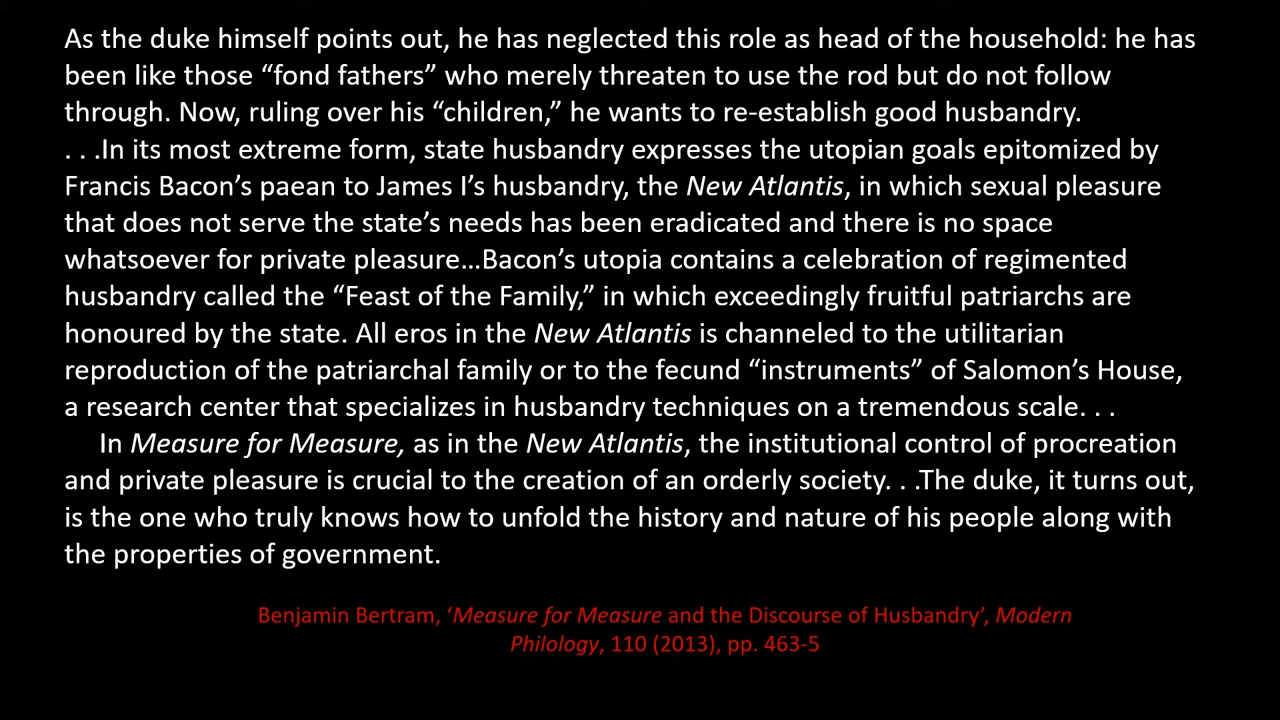 As the duke himself points out, he has neglected this role as head of the household: he has
been like those “fond fathers” who merely threaten to use the rod but do not follow
through. Now, ruling over his “children,” he wants to re-establish good husbandry.
. . .In its most extreme form, state husbandry expresses the utopian goals epitomized by
Francis Bacon’s paean to James I’s husbandry, the New Atlantis, in which sexual pleasure
that does not serve the state’s needs has been eradicated and there is no space
whatsoever for private pleasure…Bacon’s utopia contains a celebration of regimented
husbandry called the “Feast of the Family,” in which exceedingly fruitful patriarchs are
honoured by the state. All eros in the New Atlantis is channeled to the utilitarian
reproduction of the patriarchal family or to the fecund “instruments” of Salomon’s House,
a research center that specializes in husbandry techniques on a tremendous scale. . .
In Measure for Measure, as in the New Atlantis, the institutional control of procreation
and private pleasure is crucial to the creation of an orderly society. . .The duke, it turns out,
is the one who truly knows how to unfold the history and nature of his people along with
the properties of government.
Benjamin Bertram, ‘Measure for Measure and the Discourse of Husbandry’, Modern
Philology, 110 (2013), pp. 463-5